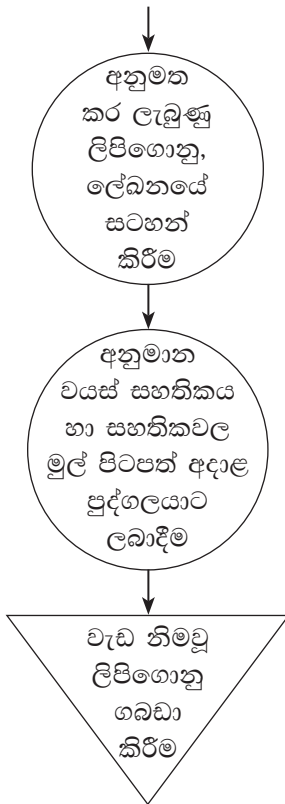 අනුමත
කර ලැබුණු
ලිපිගොනු,
ලේඛනයේ
සටහන්
කිරීම
අනුමාන
වයස් සහතිකය
හා සහතිකවල
මුල් පිටපත් අදාළ
පුද්ගලයාට
ලබාදීම
වැඩ නිමවූ
ලිපිගොනු
ගබඩා
කිරීම